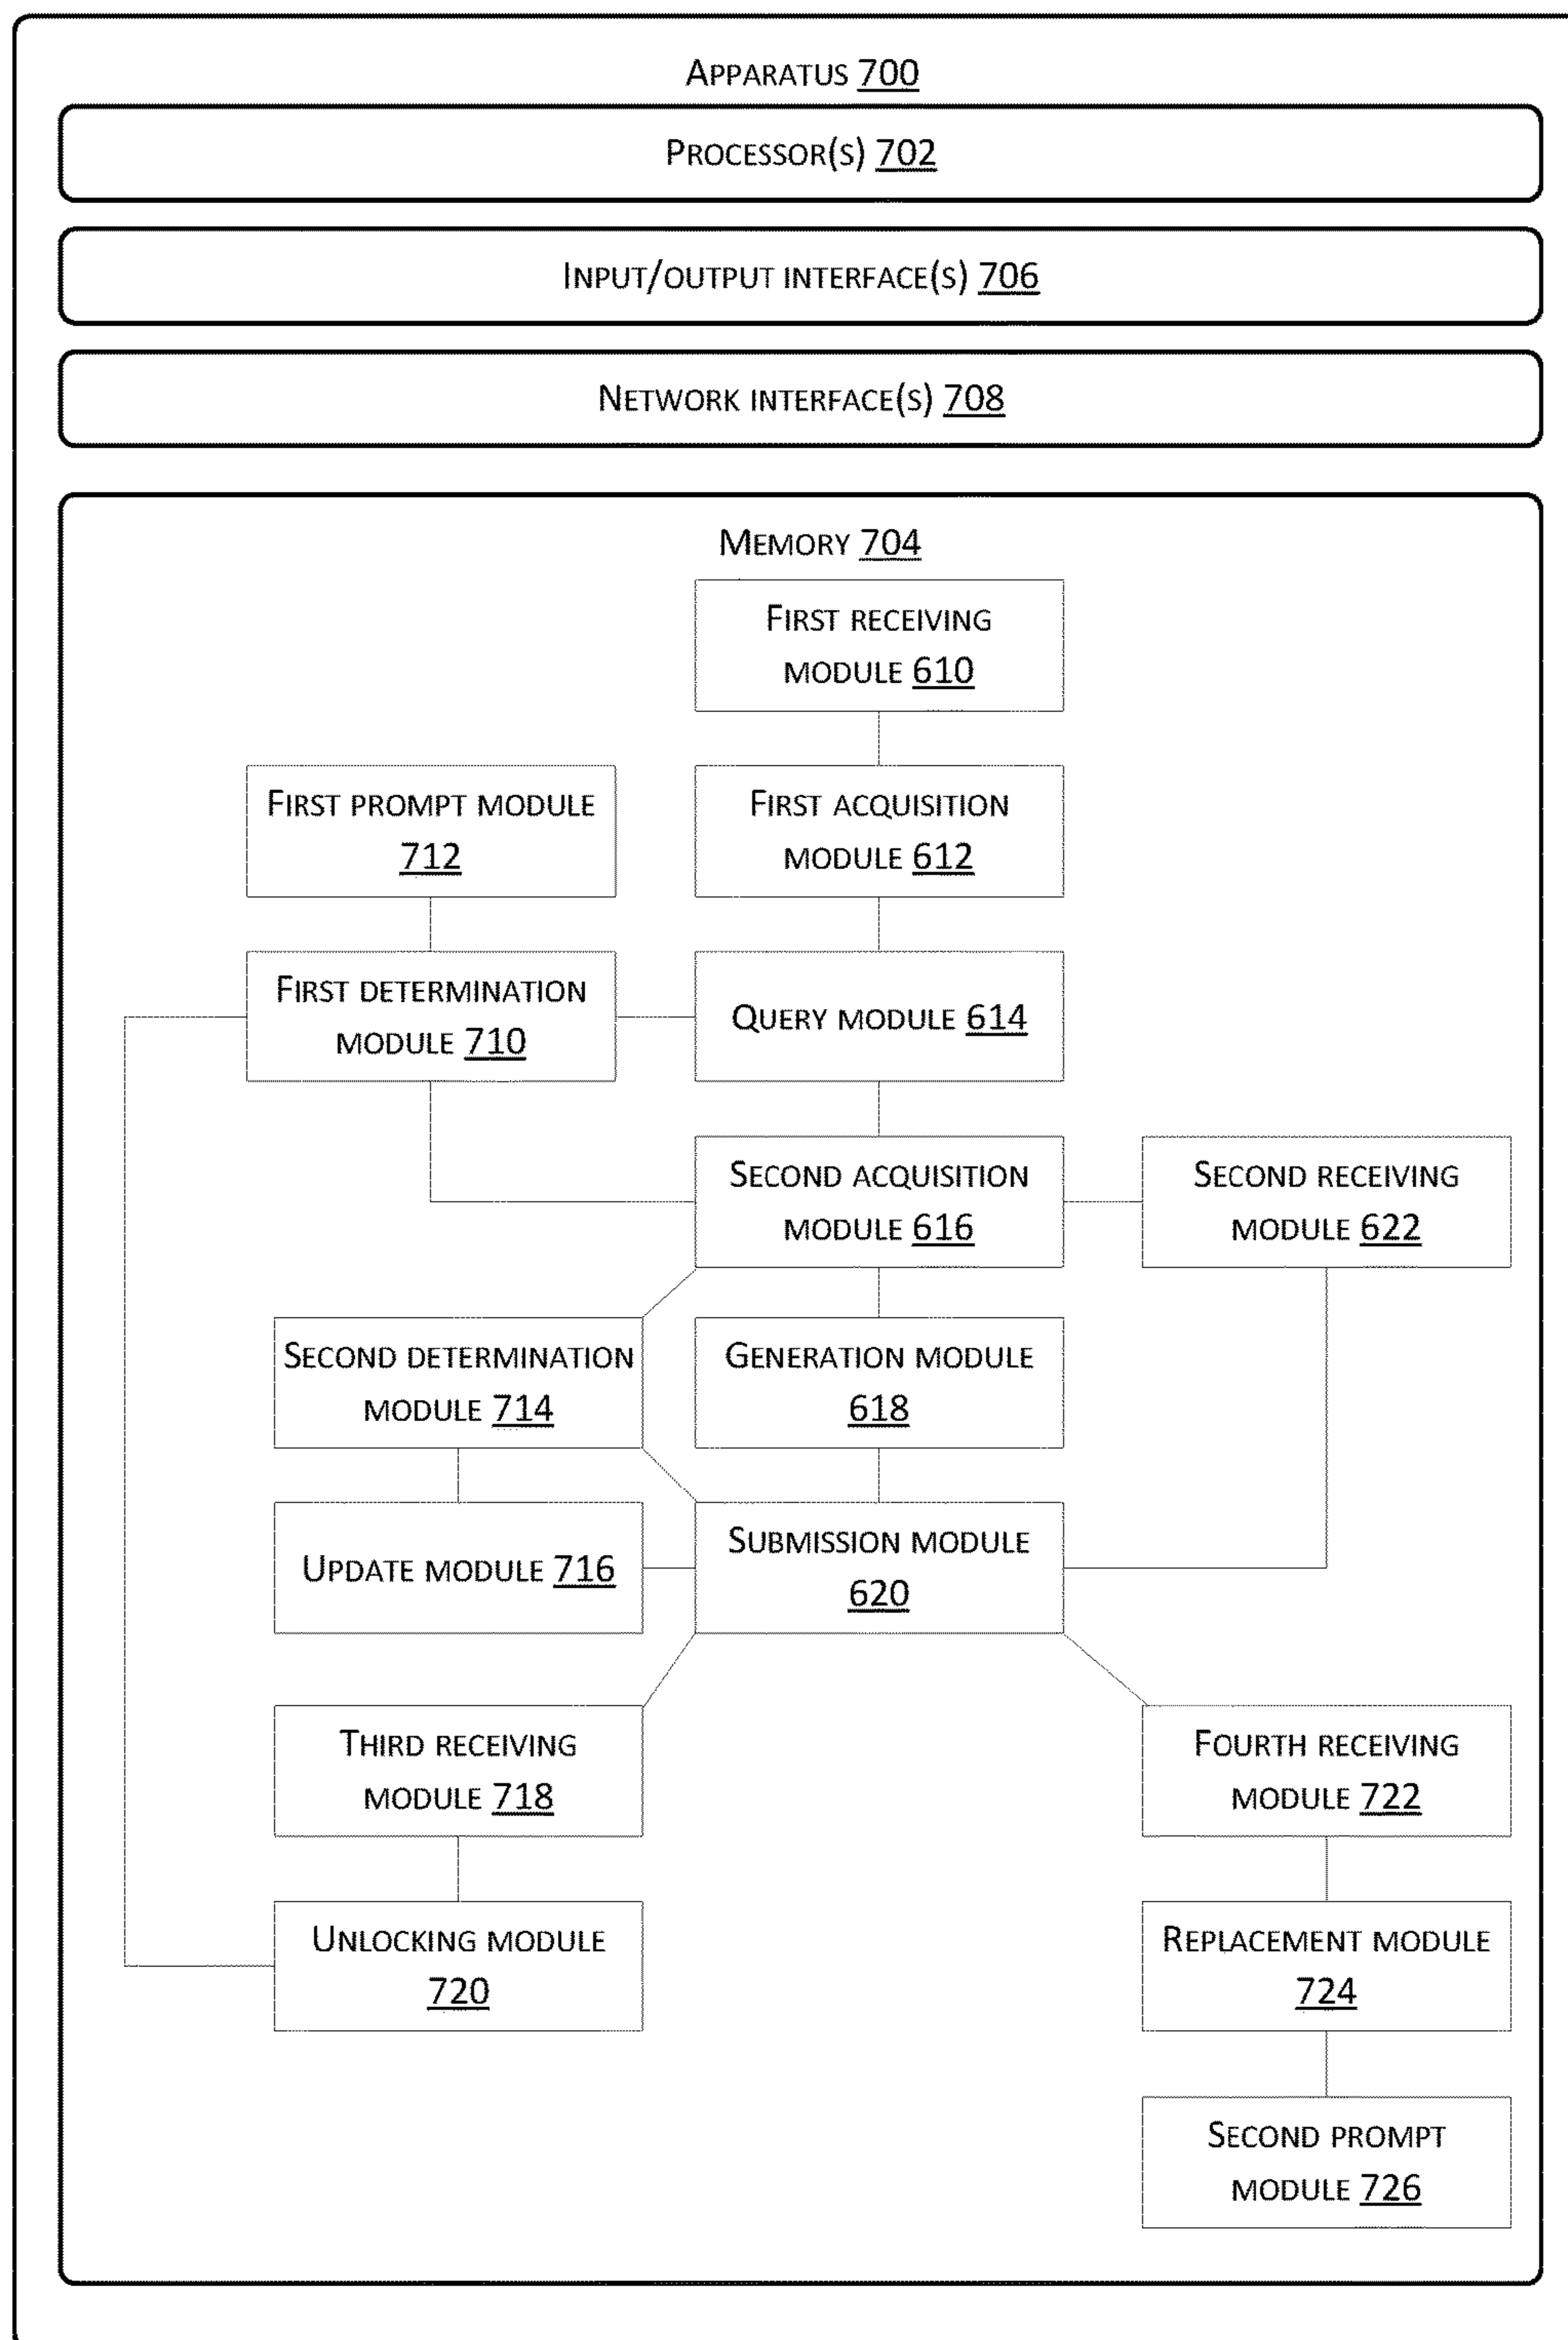 APPARATUS 700
PROCESSOR(S) 702
INPUT/OUTPUT INTERFACE(S) 706
NETWORK INTERFACE(S) 708
MEMORY 704
FIRST RECEIVING
MODULE 610
FIRST PROMPT MODULE
712
FIRST ACQUISITION
MODULE 612
FIRST DETERMINATION
MODULE 710
QUERY MODULE 614
SECOND ACQUISITION
MODULE 616
SECOND RECEIVING
MODULE 622
SECOND DETERMINATION
MODULE 714
GENERATION MODULE
618
UPDATE MODULE 716
SUBMISSION MODULE
620
THIRD RECEIVING
MODULE 718
FOURTH RECEIVING
MODULE 722
UNLOCKING MODULE
720
REPLACEMENT MODULE
724
SECOND PROMPT
MODULE 726